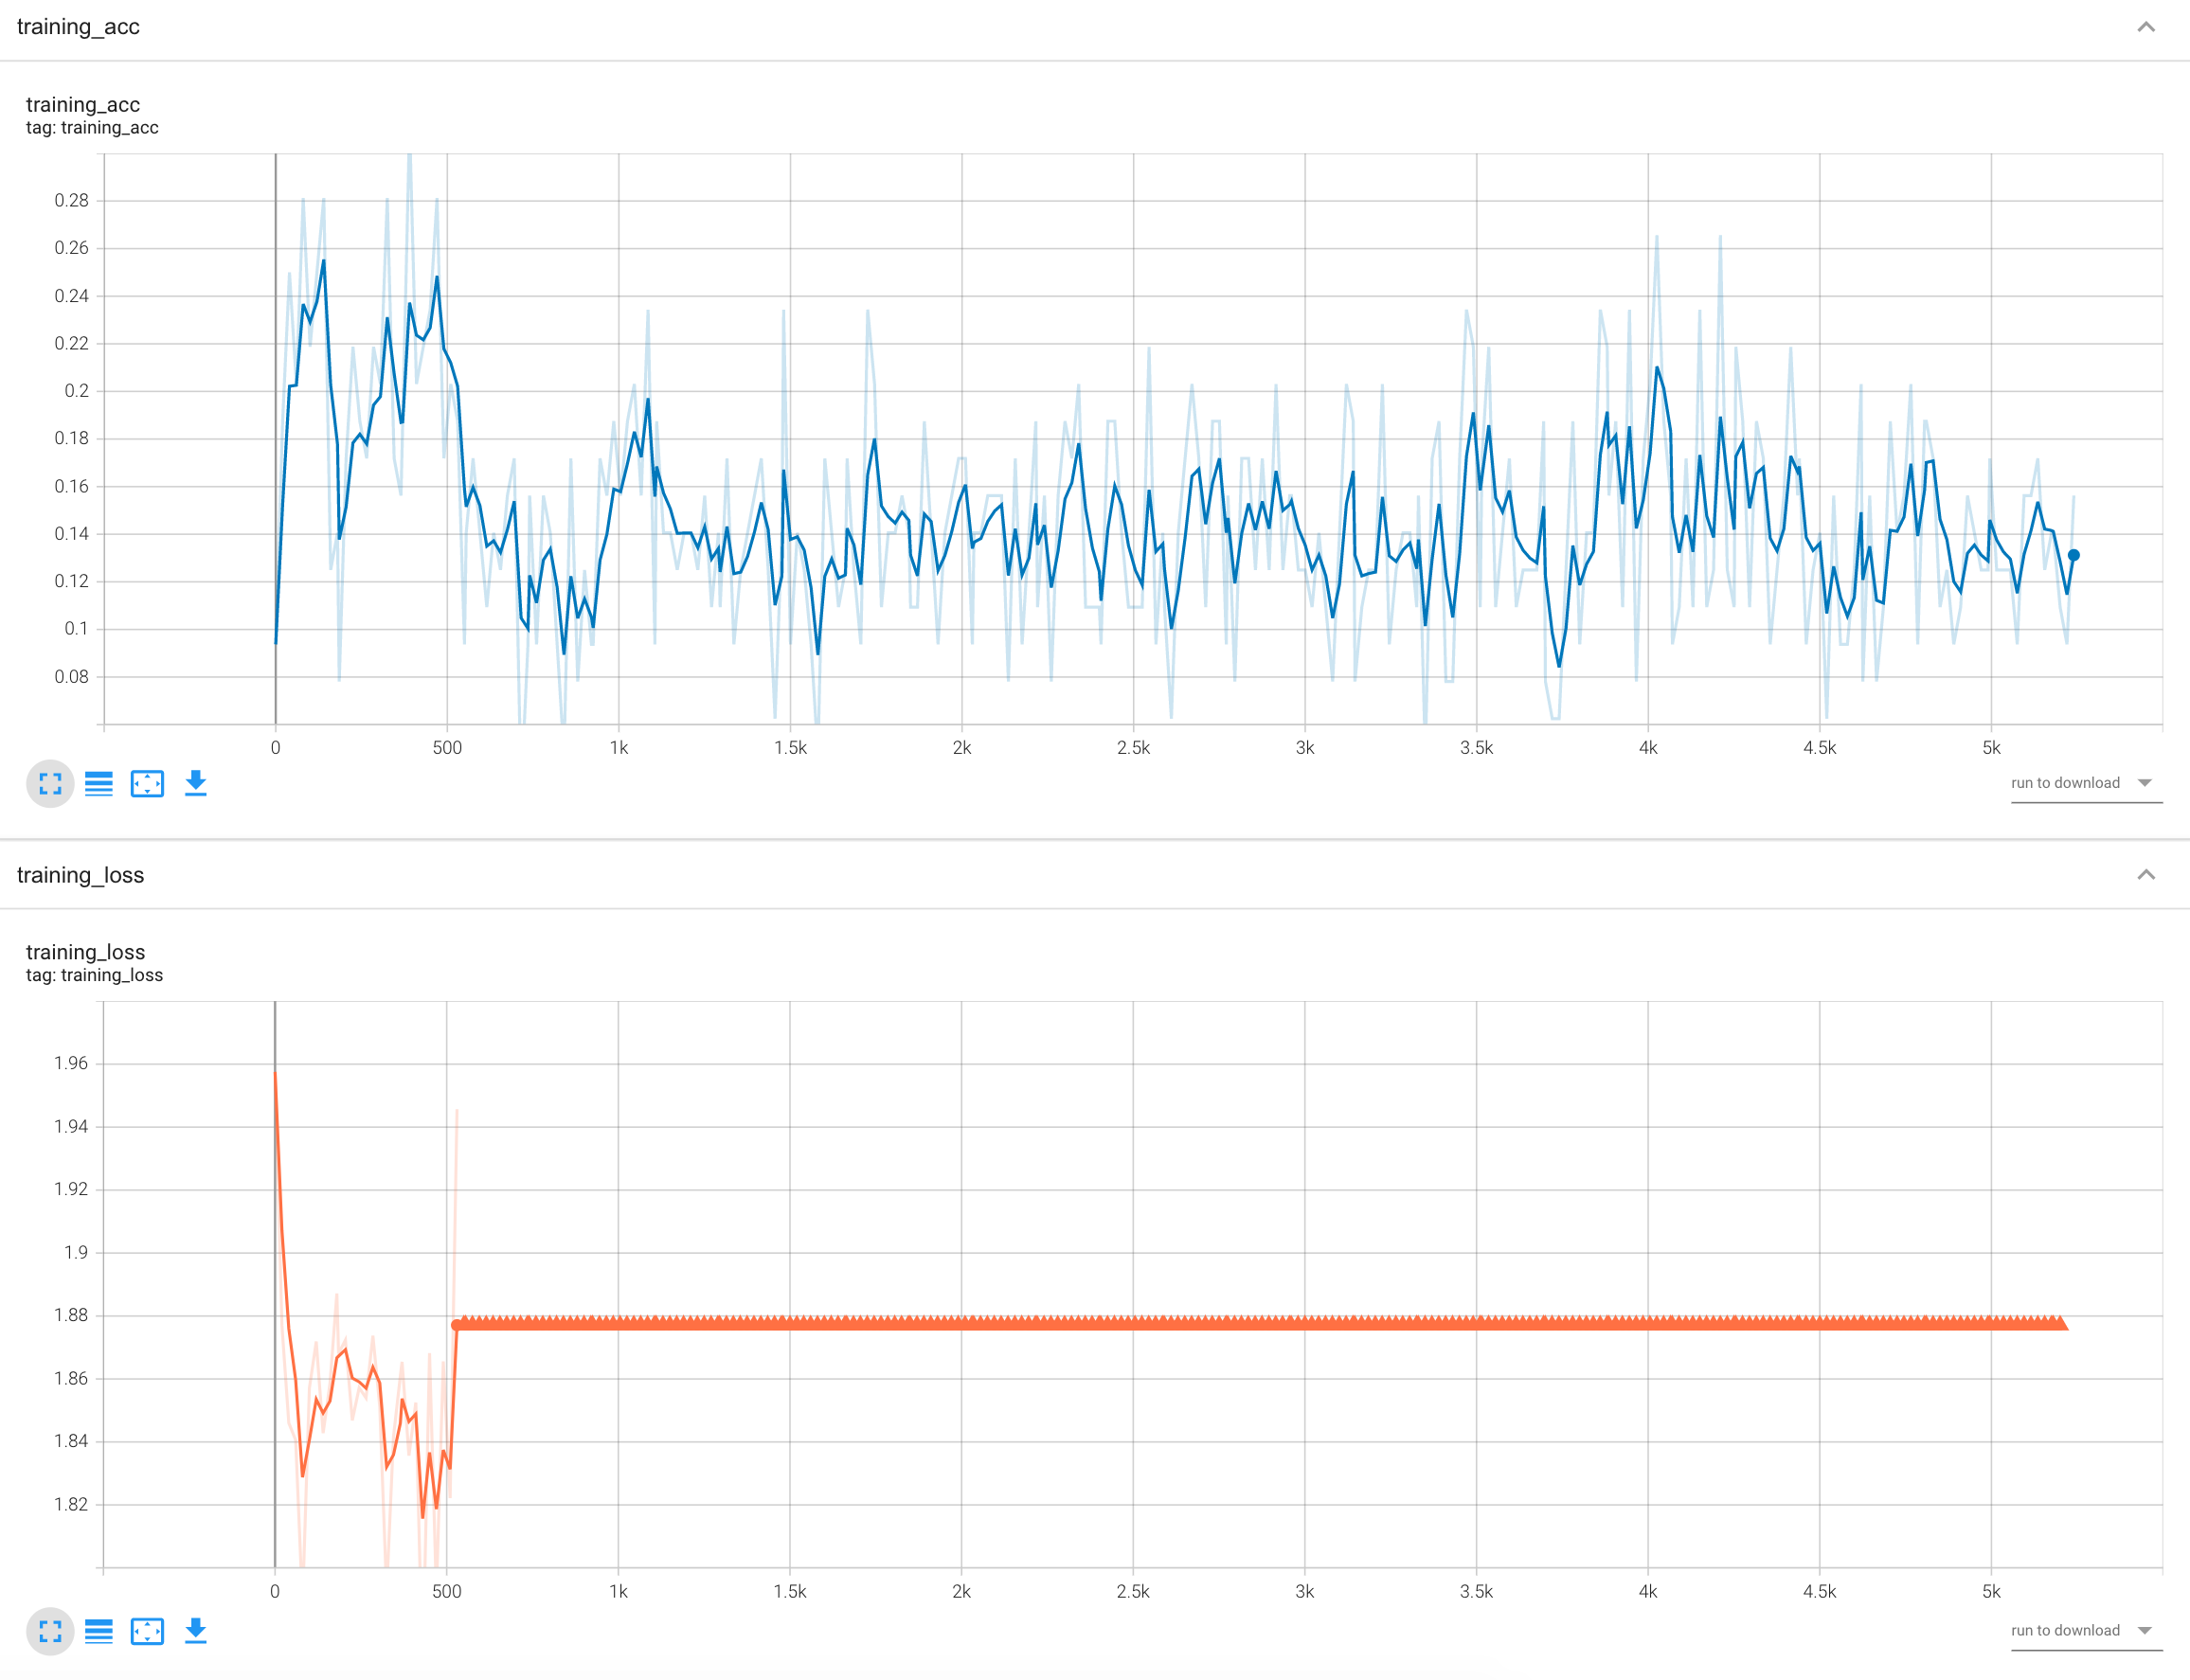 training_acc
training_acc
tag: training_acc
0.28
0.26
0.24
0.22
0.2
0.18
0.16
0.14
0.12
0.1
0.08
0 500 1k 1.5k 2k 2.5k 3k 3.5k 4k 4.5k 5k
run to download
training_loss
training_loss
tag: training_loss
1.96
1.94
1.92
1.9
1.88
1.86
1.84
1.82
0 500 1k 1.5k 2k 2.5k 3k 3.5k 4k 4.5k 5k
run to download